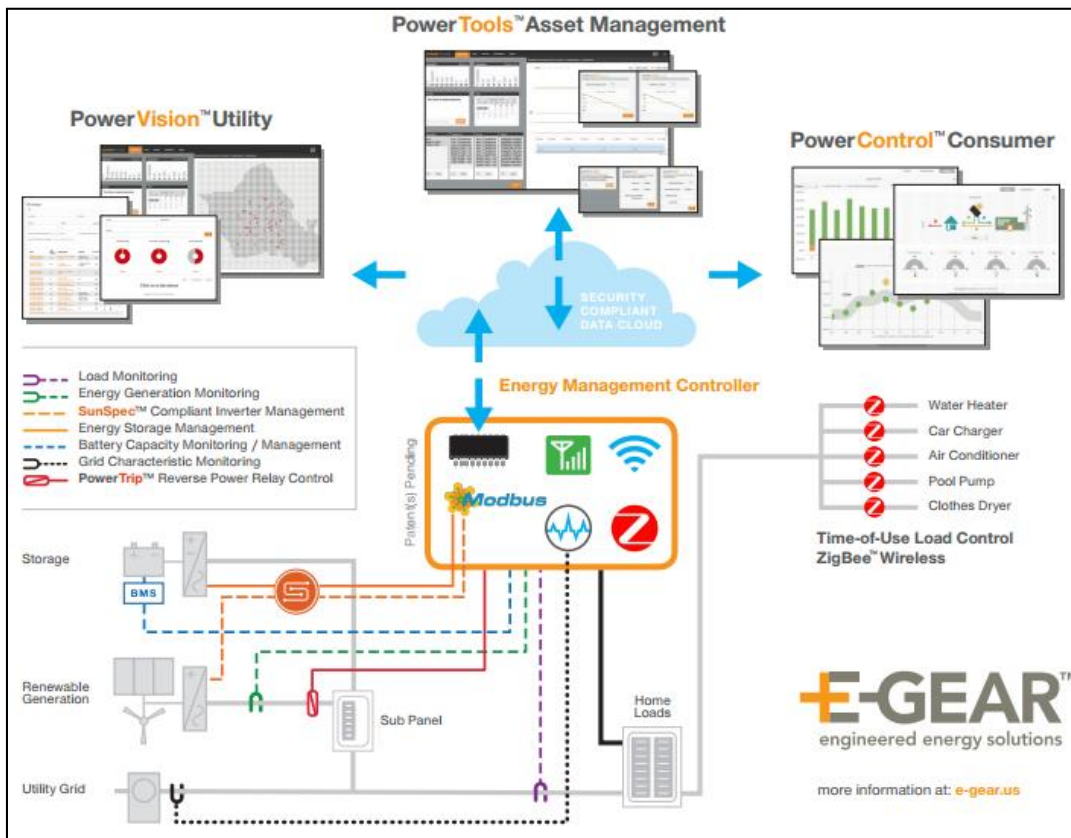 PowerTools™ Asset Management
PowerVision™ Utility
PowerControl™ Consumer
SECURITY
COMPLIANT
DATA CLOUD
Load Monitoring
Energy Generation Monitoring
SunSpec™ Compliant Inverter Management
Energy Storage Management
Battery Capacity Monitoring / Management
Grid Characteristic Monitoring
PowerTrip™ Reverse Power Relay Control
Energy Management Controller
Patent(s) Pending
Modbus
Water Heater
Car Charger
Air Conditioner
Pool Pump
Clothes Dryer
Time-of-Use Load Control
ZigBee™ Wireless
Storage
BMS
Renewable
Generation
Sub Panel
Home
Loads
Utility Grid
E-GEAR™
engineered energy solutions
more information at: e-gear.us